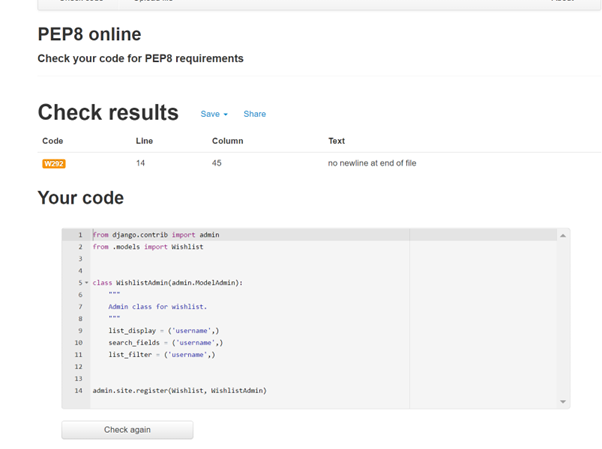 PEP8 online
Check your code for PEP8 requirements
Check results Save Share
Code Line Column Text
W292 14 45 no newline at end of file
Your code
1 from django.contrib import admin
2 from .models import Wishlist
3
4
5 class WishlistAdmin(admin.ModelAdmin):
6 """
7 Admin class for wishlist.
8 """
9 list_display = ('username',)
10 search_fields = ('username',)
11 list_filter = ('username',)
12
13
14 admin.site.register(Wishlist, WishlistAdmin)
Check again